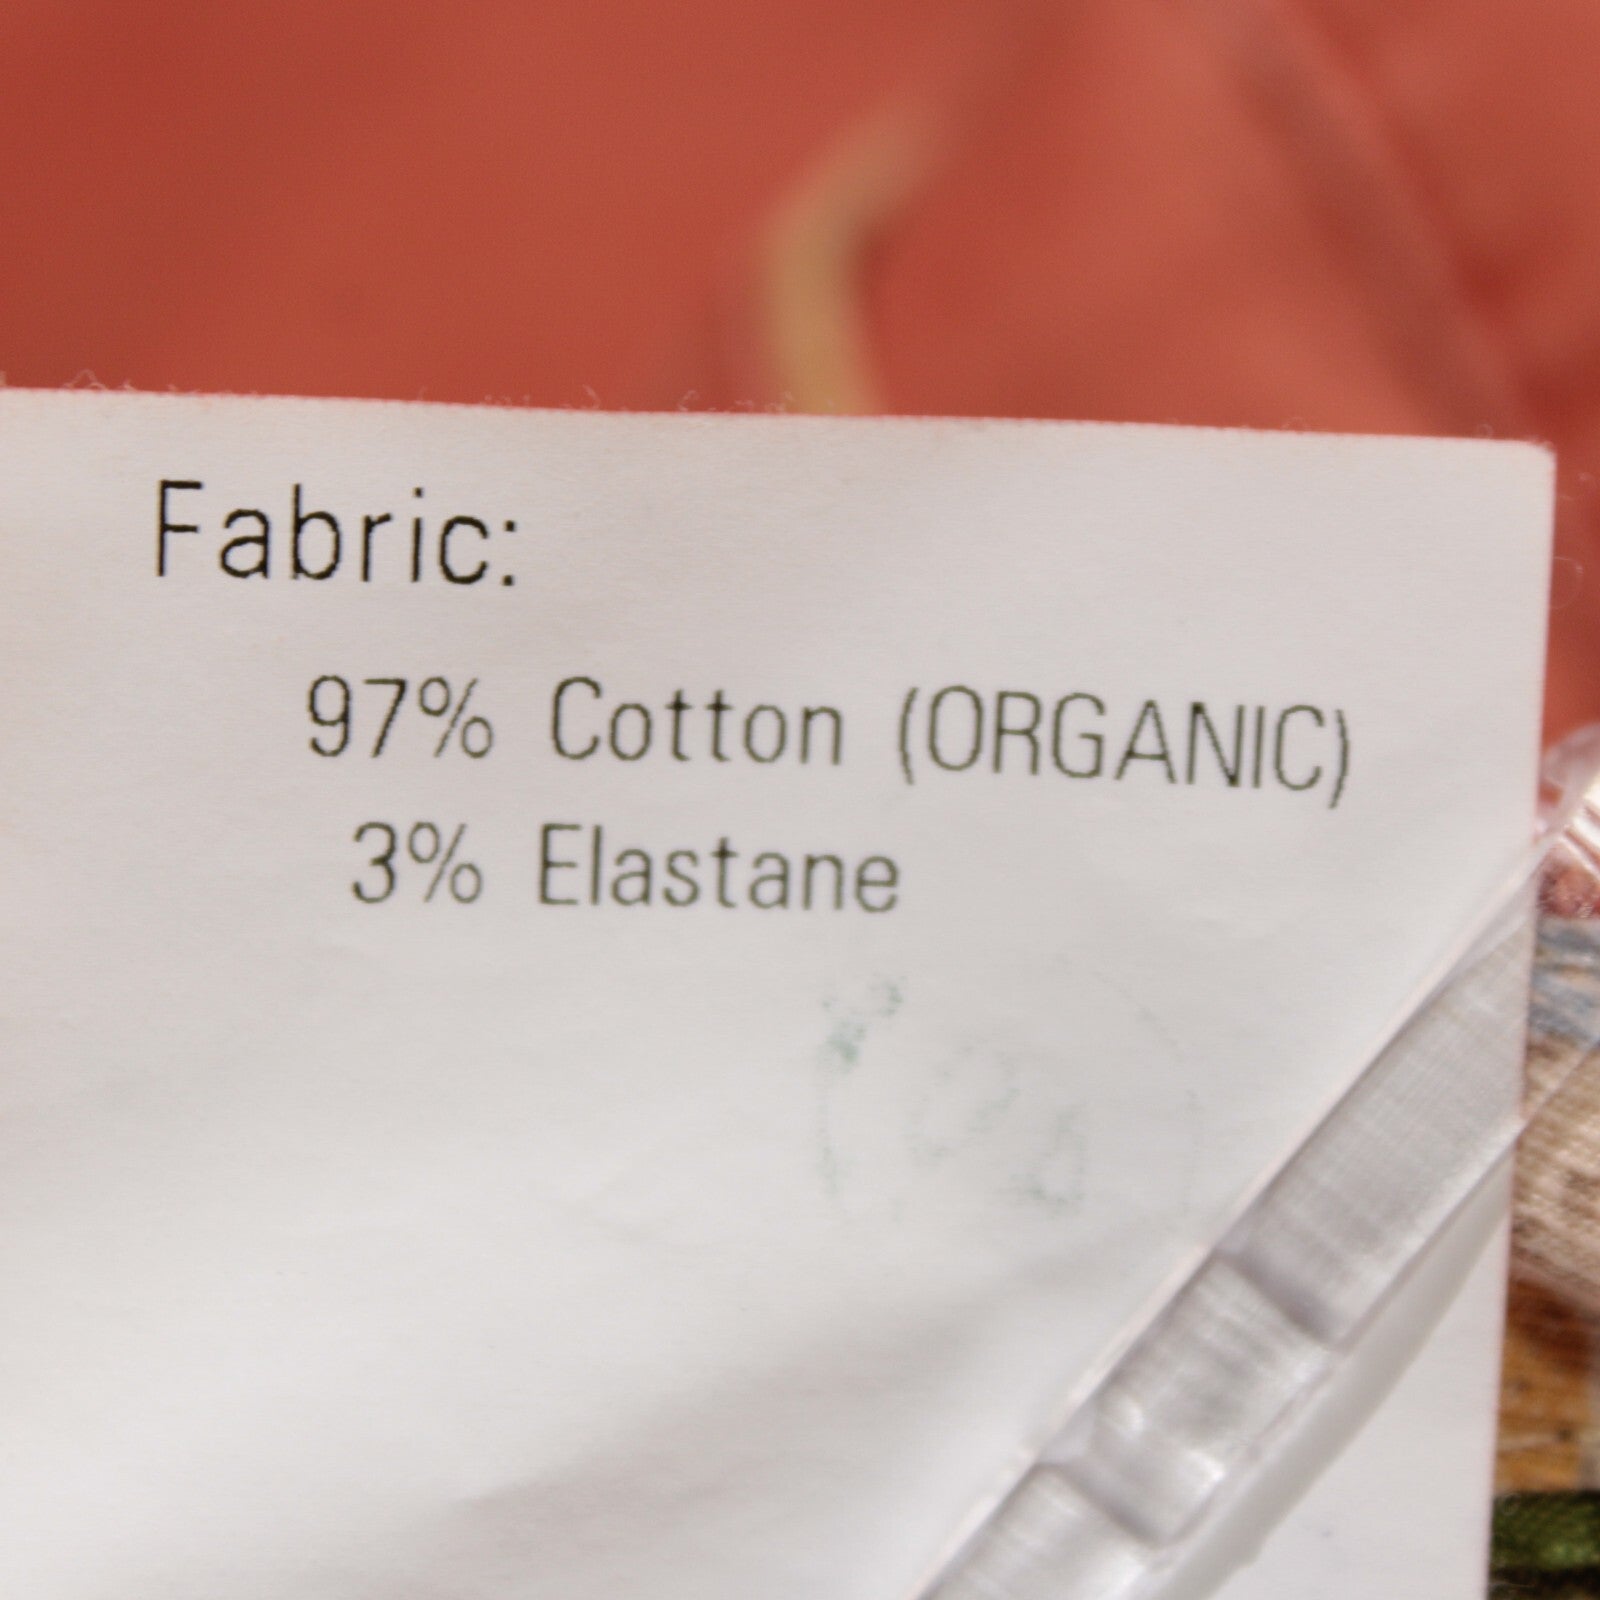 Fabric:
97% Cotton (ORGANIC)
3% Elastane